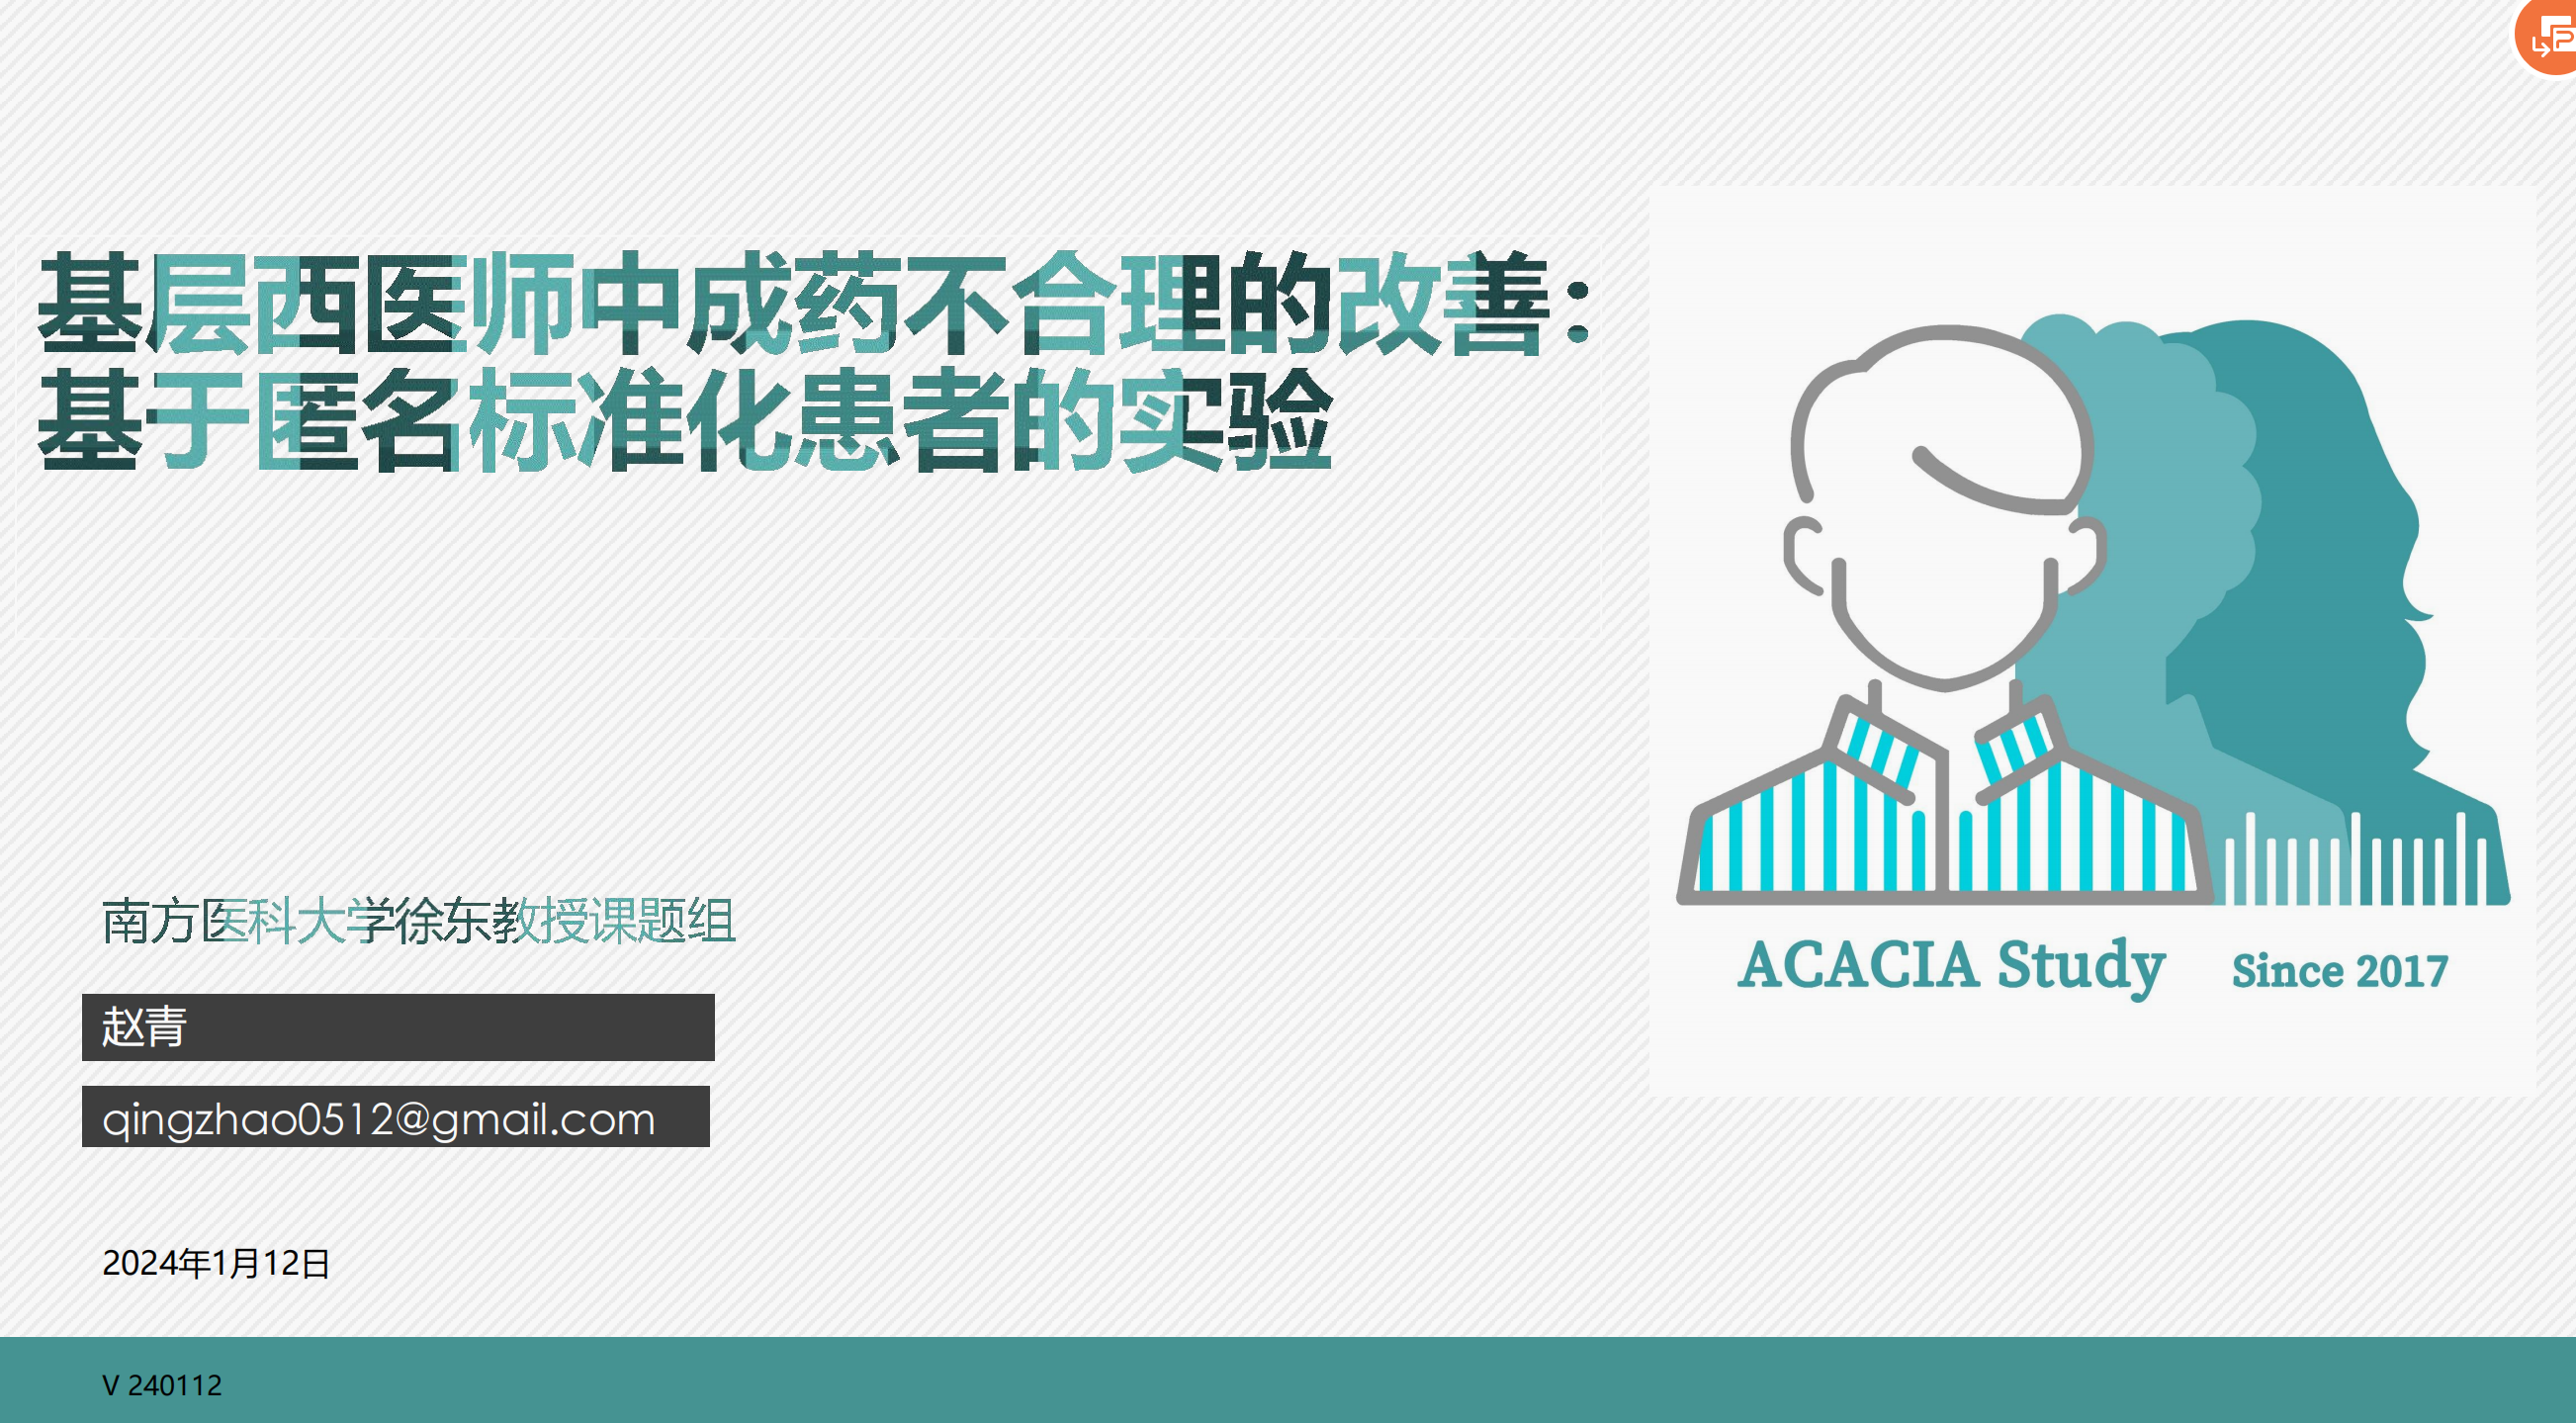 基层西医师中成药不合理的改善：
基于匿名标准化患者的实验
南方医科大学徐东教授课题组
赵青
qingzhao0512@gmail.com
2024年1月12日
V 240112
ACACIA Study Since 2017